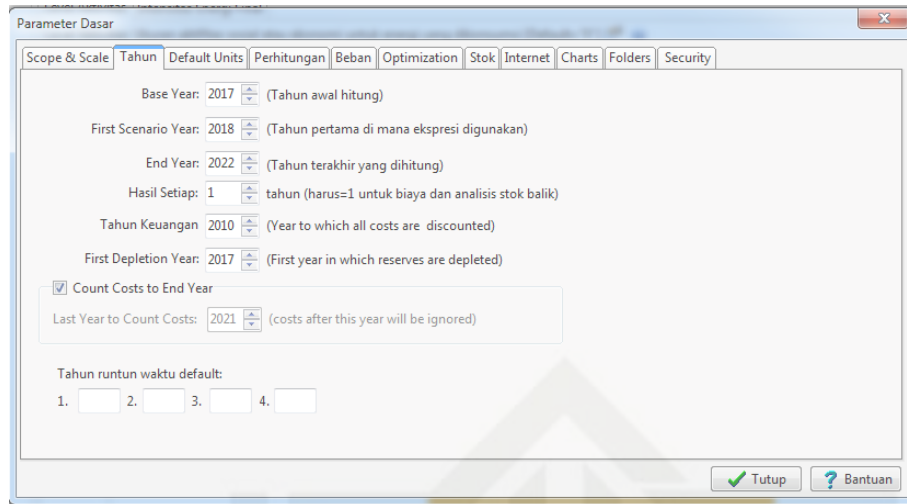 Parameter Dasar
Scope & Scale Tahun Default Units Perhitungan Beban Optimization Stok Internet Charts Folders Security
Base Year: 2017 (Tahun awal hitung)
First Scenario Year: 2018 (Tahun pertama di mana ekspresi digunakan)
End Year: 2022 (Tahun terakhir yang dihitung)
Hasil Setiap: 1 tahun (harus=1 untuk biaya dan analisis stok balik)
Tahun Keuangan 2010 (Year to which all costs are discounted)
First Depletion Year: 2017 (First year in which reserves are depleted)
Count Costs to End Year
Last Year to Count Costs: 2021 (costs after this year will be ignored)
Tahun runtun waktu default:
1. 2. 3. 4.
Tutup ? Bantuan